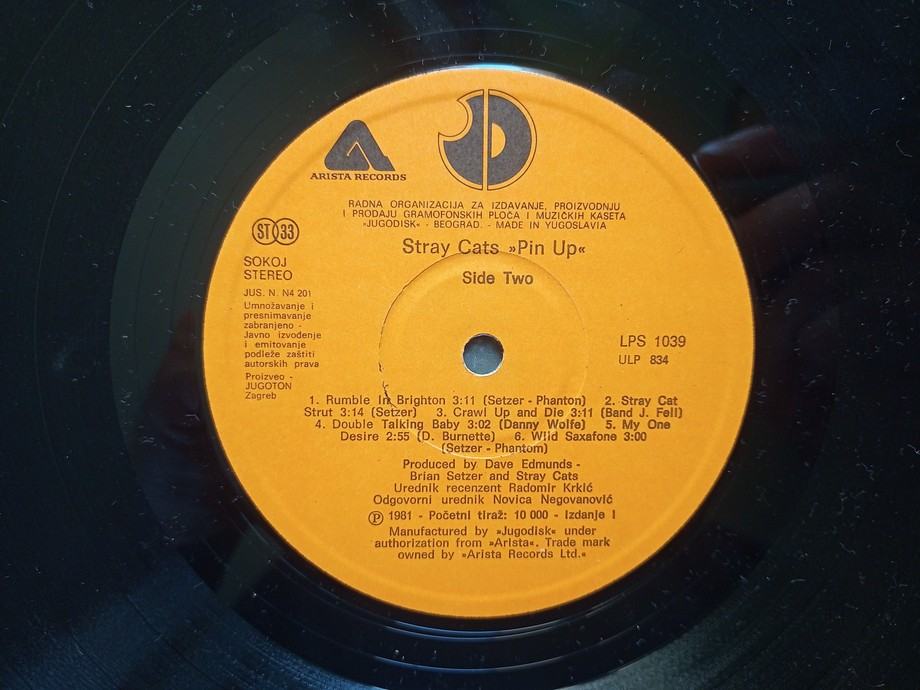 ARISTA RECORDS
RADNA ORGANIZACIJA ZA IZDAVANJE, PROIZVODNJU
I PRODAJU GRAMOFONSKIH PLOČA I MUZIČKIH KASETA
»JUGODISK« - BEOGRAD. - MADE IN YUGOSLAVIA
Stray Cats »Pin Up«
Side Two
ST 33
SOKOJ
STEREO
JUS. N. N4 201
Umnožavanje i
presnimavanje
zabranjeno -
Javno izvođenje
i emitovanje
podleže zaštiti
autorskih prava
Proizveo -
JUGOTON
Zagreb
LPS 1039
ULP 834
1. Rumble In Brighton 3:11 (Setzer - Phanton) 2. Stray Cat
Strut 3:14 (Setzer) 3. Crawl Up and Die 3:11 (Band J. Fell)
4. Double Talking Baby 3:02 (Danny Wolfe) 5. My One
Desire 2:55 (D. Burnette) 6. Wild Saxafone 3:00
(Setzer - Phantom)
Produced by Dave Edmunds -
Brian Setzer and Stray Cats
Urednik recenzent Radomir Krkić
Odgovorni urednik Novica Negovanović
Ⓟ 1981 - Početni tiraž: 10 000 - Izdanje I
Manufactured by »Jugodisk« under
authorization from »Arista«. Trade mark
owned by »Arista Records Ltd.«